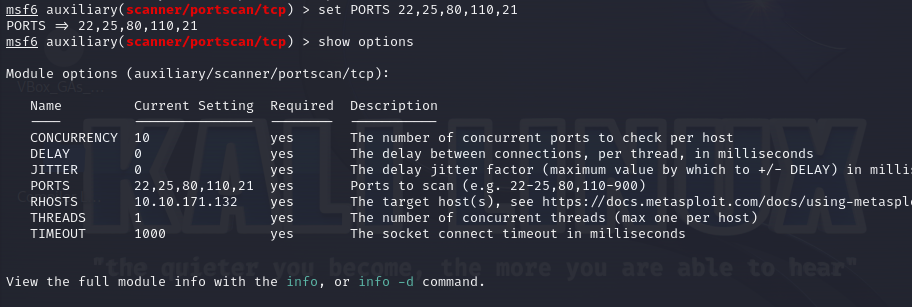 msf6 auxiliary(scanner/portscan/tcp) > set PORTS 22,25,80,110,21
PORTS => 22,25,80,110,21
msf6 auxiliary(scanner/portscan/tcp) > show options
Module options (auxiliary/scanner/portscan/tcp):
Name Current Setting Required Description
CONCURRENCY 10 yes The number of concurrent ports to check per host
DELAY 0 yes The delay between connections, per thread, in milliseconds
JITTER 0 yes The delay jitter factor (maximum value by which to +/- DELAY) in milli
PORTS 22,25,80,110,21 yes Ports to scan (e.g. 22-25,80,110-900)
RHOSTS 10.10.171.132 yes The target host(s), see https://docs.metasploit.com/docs/using-metaspl
THREADS 1 yes The number of concurrent threads (max one per host)
TIMEOUT 1000 yes The socket connect timeout in milliseconds
View the full module info with the info, or info -d command.
KALI LINUX
"the quieter you become, the more you are able to hear"